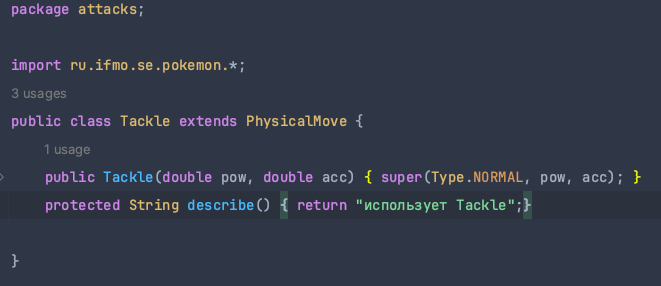 package attacks;
import ru.ifmo.se.pokemon.*;
3 usages
public class Tackle extends PhysicalMove {
1 usage
public Tackle(double pow, double acc) { super(Type.NORMAL, pow, acc); }
protected String describe() { return "использует Tackle";}
}